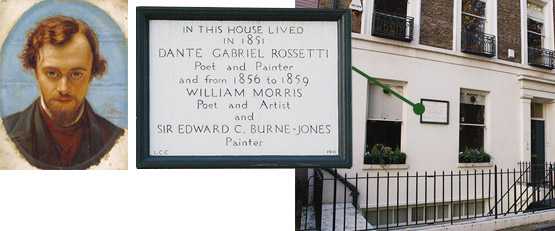 IN THIS HOUSE LIVED
IN 1851
DANTE GABRIEL ROSSETTI
Poet and Painter
and from 1856 to 1859
WILLIAM MORRIS
Poet and Artist
and
SIR EDWARD C. BURNE-JONES
Painter
L.C.C. 1911